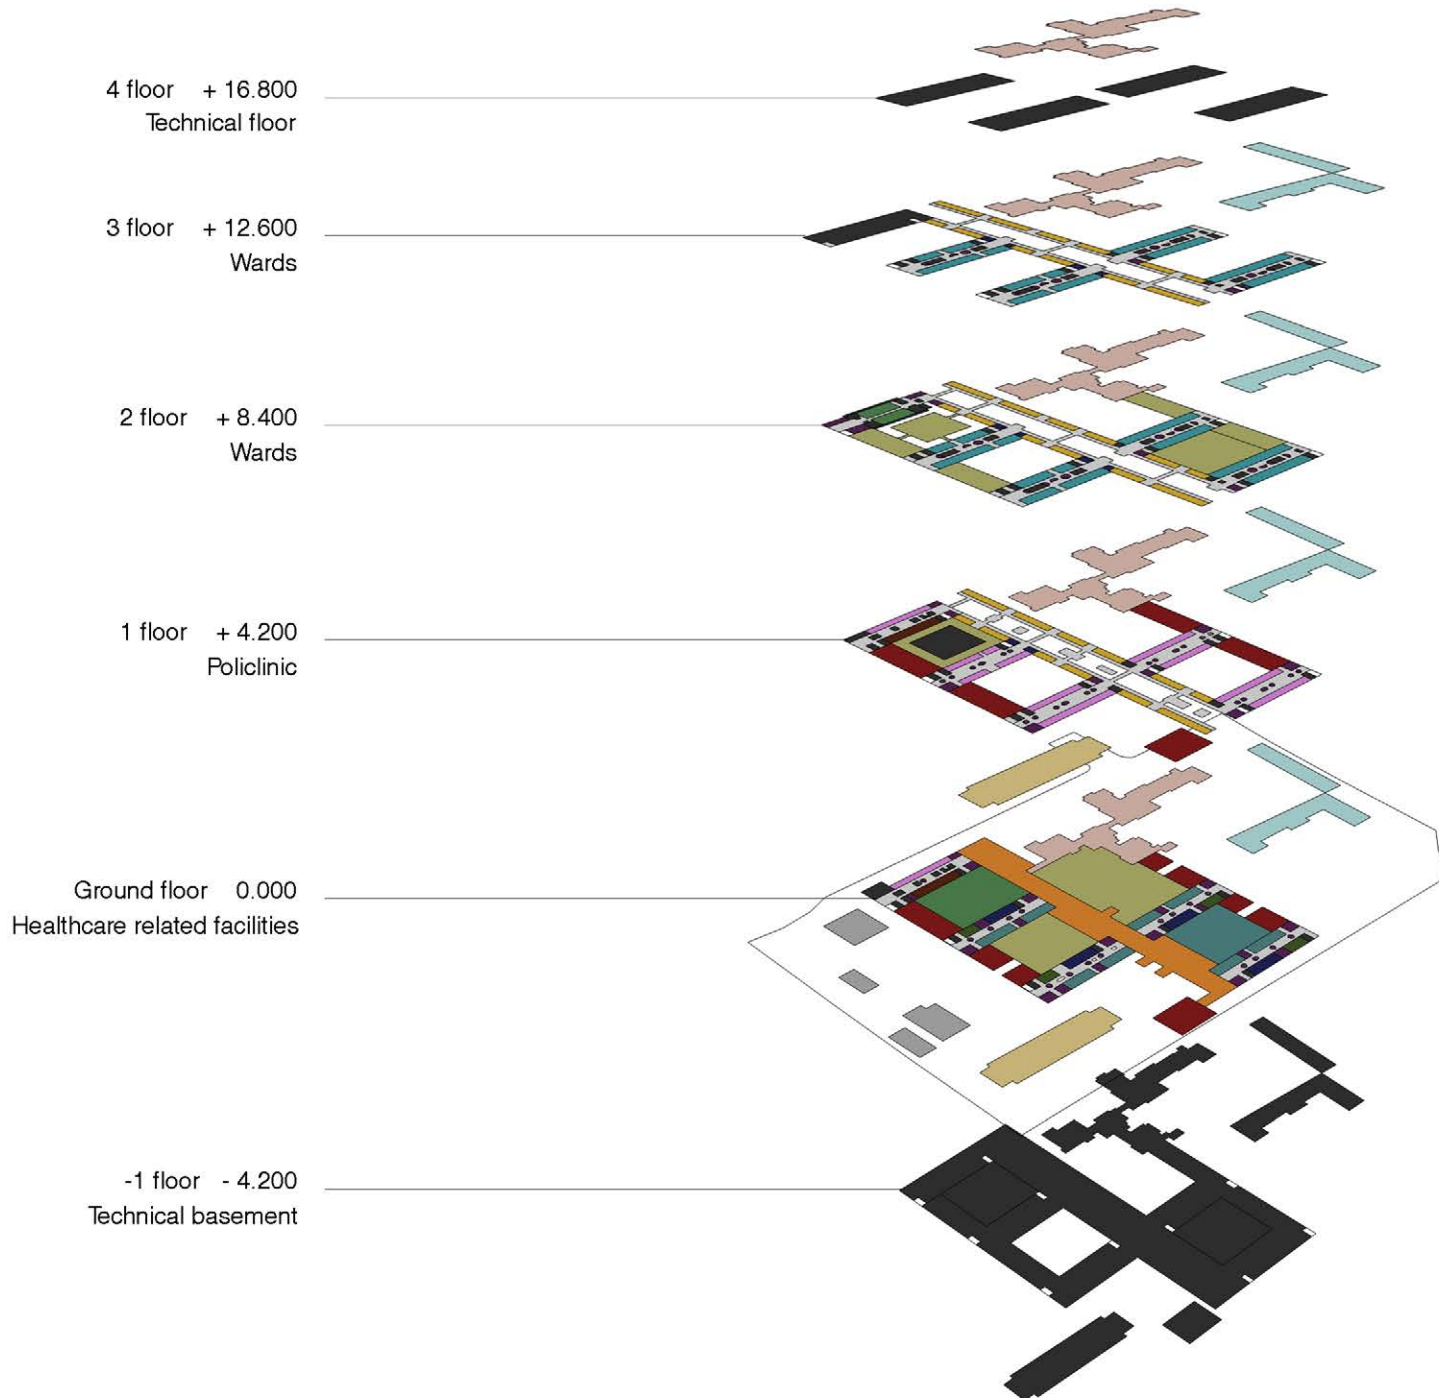 4 floor + 16.800
Technical floor
3 floor + 12.600
Wards
2 floor + 8.400
Wards
1 floor + 4.200
Policlinic
Ground floor 0.000
Healthcare related facilities
-1 floor - 4.200
Technical basement